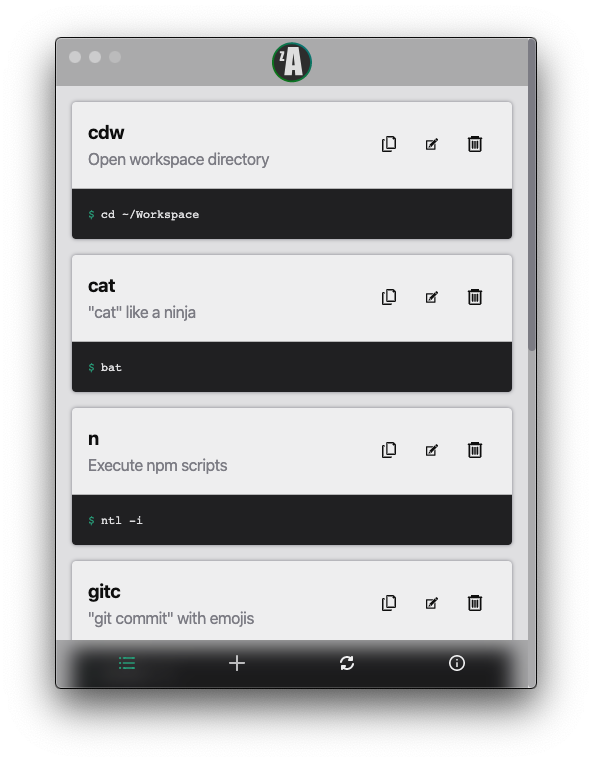 zA
cdw
Open workspace directory
$ cd ~/Workspace
cat
"cat" like a ninja
$ bat
n
Execute npm scripts
$ ntl -i
gitc
"git commit" with emojis